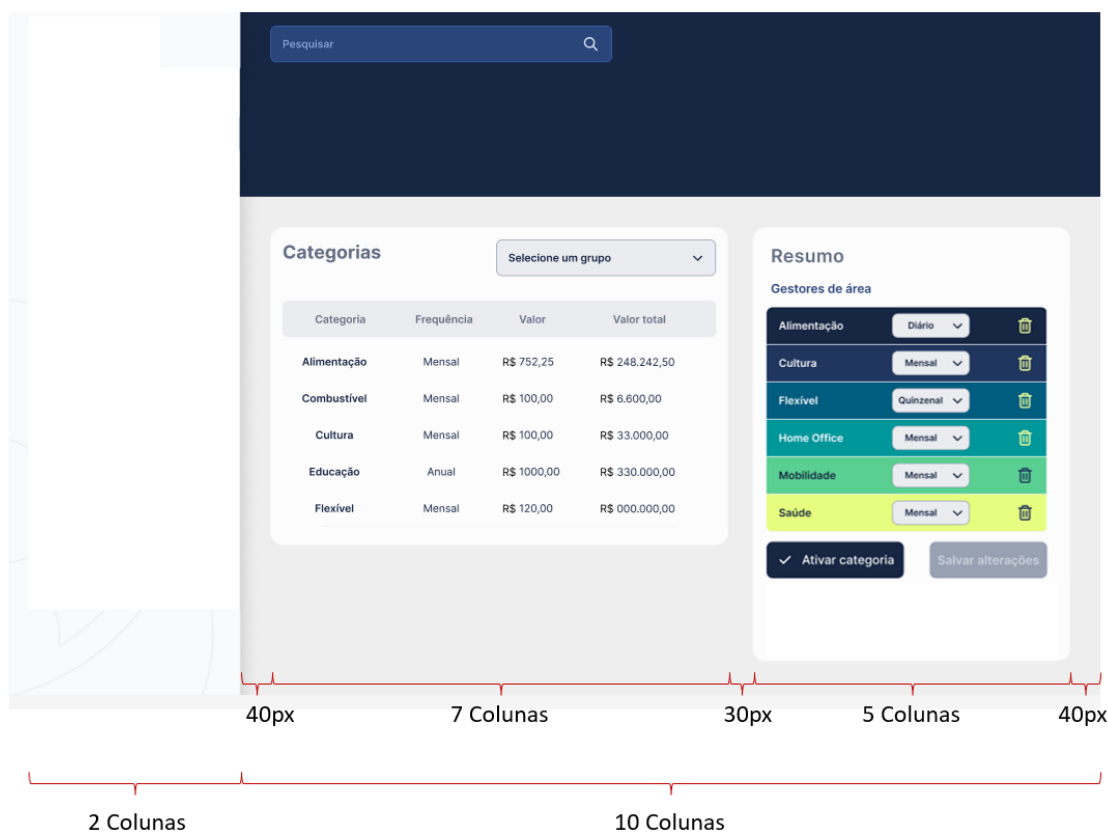 Pesquisar
Categorias
Selecione um grupo
Categoria Frequência Valor Valor total
Alimentação Mensal R$ 752,25 R$ 248.242,50
Combustível Mensal R$ 100,00 R$ 6.600,00
Cultura Mensal R$ 100,00 R$ 33.000,00
Educação Anual R$ 1000,00 R$ 330.000,00
Flexível Mensal R$ 120,00 R$ 000.000,00
Resumo
Gestores de área
Alimentação Diário
Cultura Mensal
Flexível Quinzenal
Home Office Mensal
Mobilidade Mensal
Saúde Mensal
Ativar categoria Salvar alterações
40px 7 Colunas 30px 5 Colunas 40px
2 Colunas 10 Colunas